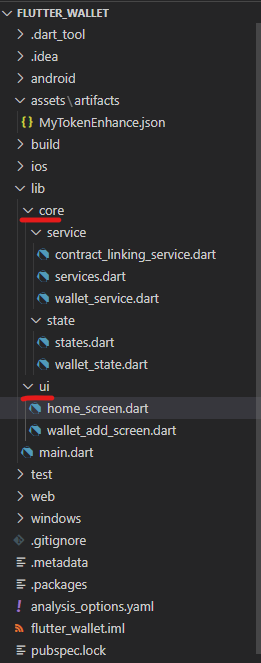 FLUTTER_WALLET
.dart_tool
.idea
android
assets\artifacts
{} MyTokenEnhance.json
build
ios
lib
core
service
contract_linking_service.dart
services.dart
wallet_service.dart
state
states.dart
wallet_state.dart
ui
home_screen.dart
wallet_add_screen.dart
main.dart
test
web
windows
.gitignore
.metadata
.packages
! analysis_options.yaml
flutter_wallet.iml
pubspec.lock